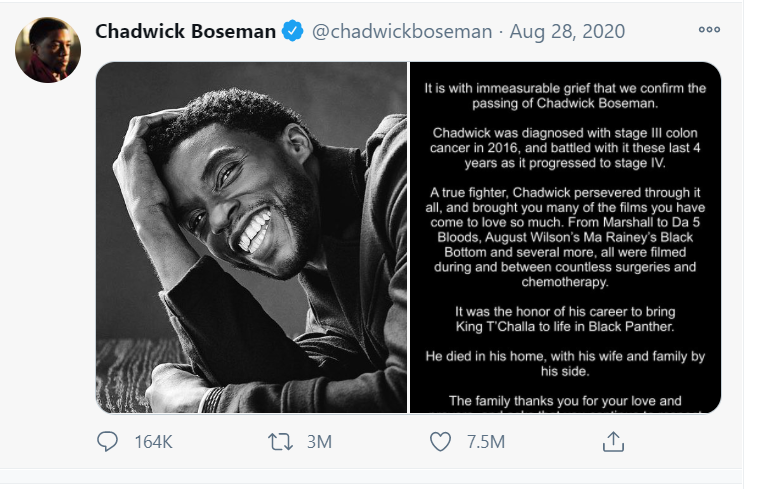 Chadwick Boseman @chadwickboseman · Aug 28, 2020
It is with immeasurable grief that we confirm the
passing of Chadwick Boseman.
Chadwick was diagnosed with stage III colon
cancer in 2016, and battled with it these last 4
years as it progressed to stage IV.
A true fighter, Chadwick persevered through it
all, and brought you many of the films you have
come to love so much. From Marshall to Da 5
Bloods, August Wilson's Ma Rainey's Black
Bottom and several more, all were filmed
during and between countless surgeries and
chemotherapy.
It was the honor of his career to bring
King T'Challa to life in Black Panther.
He died in his home, with his wife and family by
his side.
The family thanks you for your love and
164K 3M 7.5M